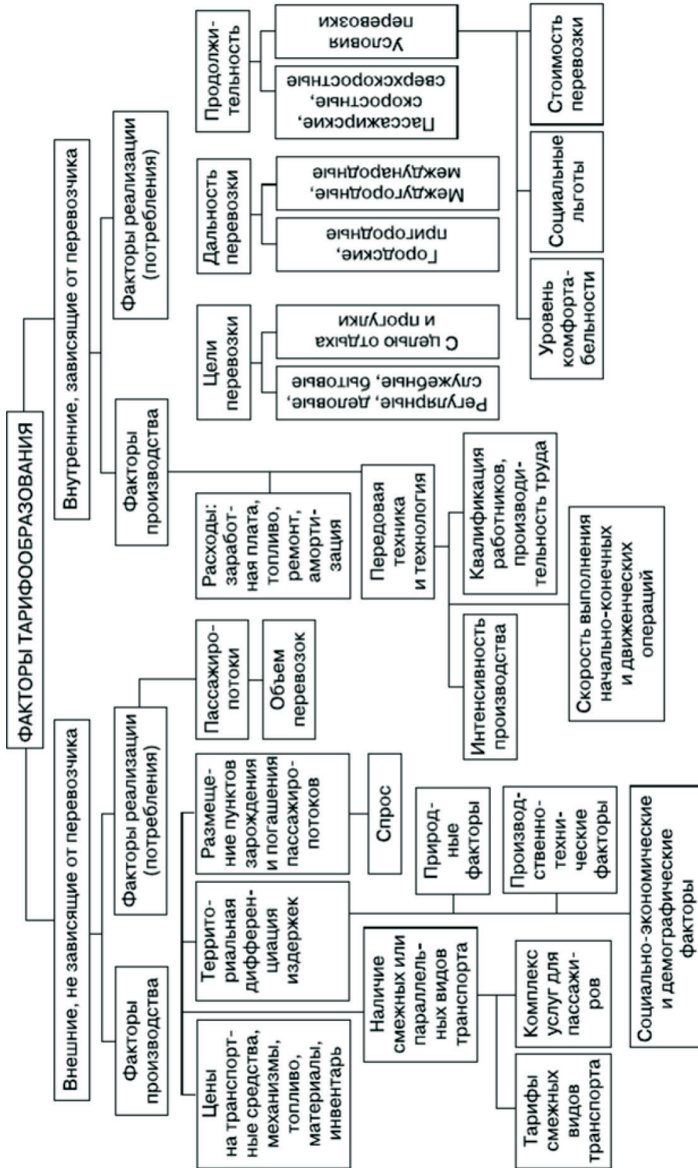 ФАКТОРЫ ТАРИФООБРАЗОВАНИЯ
Внешние, не зависящие от перевозчика
Внутренние, зависящие от перевозчика
Факторы
производства
Факторы реализации
(потребления)
Факторы
производства
Факторы реализации
(потребления)
Цены
на транспорт-
ные средства,
механизмы,
топливо,
материалы,
инвентарь
Террито-
риальная
дифферен-
циация
издержек
Размеще-
ние пунктов
зарождения
и погашения
пассажиро-
потоков
Спрос
Пассажиро-
потоки
Объем
перевозок
Наличие
смежных или
параллель-
ных видов
транспорта
Тарифы
смежных
видов
транспорта
Комплекс
услуг для
пассажи-
ров
Природ-
ные
факторы
Производ-
ственно-
техни-
ческие
факторы
Социально-экономические
и демографические
факторы
Расходы:
заработ-
ная плата,
топливо,
ремонт,
аморти-
зация
Передовая
техника
и технология
Интенсивность
производства
Квалификация
работников,
производи-
тельность труда
Скорость выполнения
начально-конечных
и движенческих
операций
Цели
перевозки
Регулярные, деловые,
служебные, бытовые
С целью отдыха
и прогулки
Дальность
перевозки
Городские,
пригородные
Междугородные,
международные
Продолжи-
тельность
Пассажирские,
скоростные,
сверхскоростные
Условия
перевозки
Уровень
комфорта-
бельности
Социальные
льготы
Стоимость
перевозки